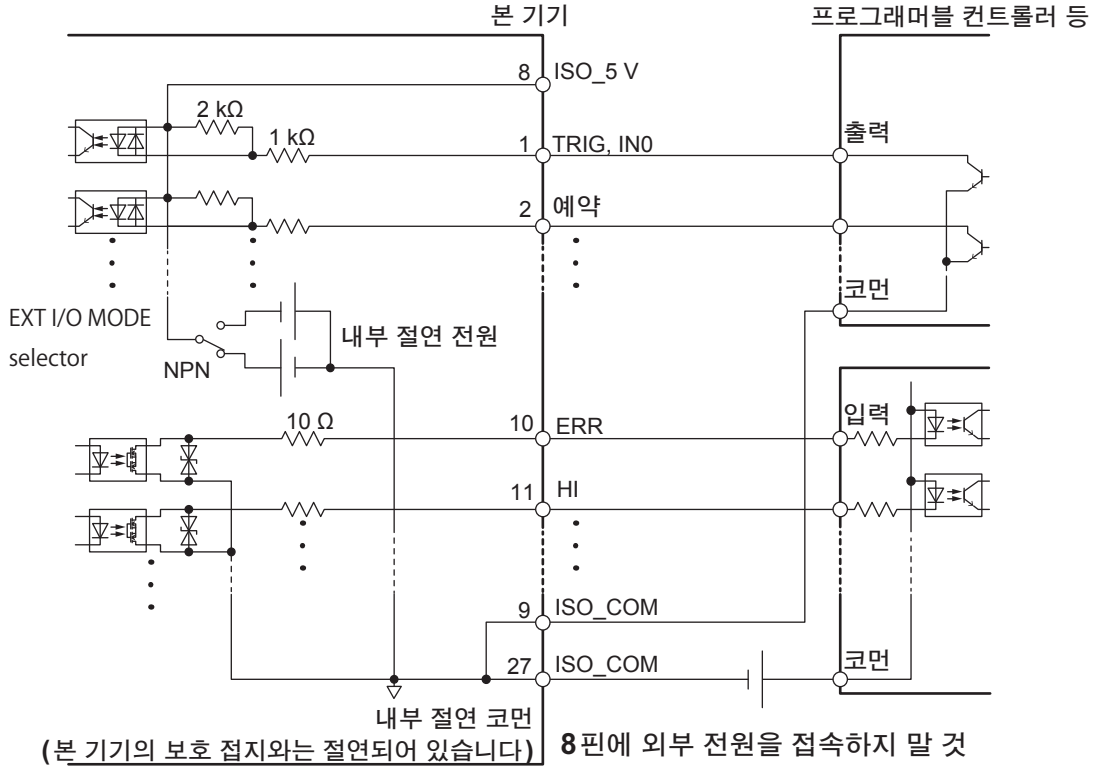 본 기기
프로그래머블 컨트롤러 등
8 ISO_5 V
2 kΩ
1 kΩ
1 TRIG, IN0
출력
2 예약
코먼
EXT I/O MODE
selector
NPN
내부 절연 전원
10 Ω
10 ERR
입력
11 HI
9 ISO_COM
27 ISO_COM
코먼
내부 절연 코먼
(본 기기의 보호 접지와는 절연되어 있습니다)
8핀에 외부 전원을 접속하지 말 것